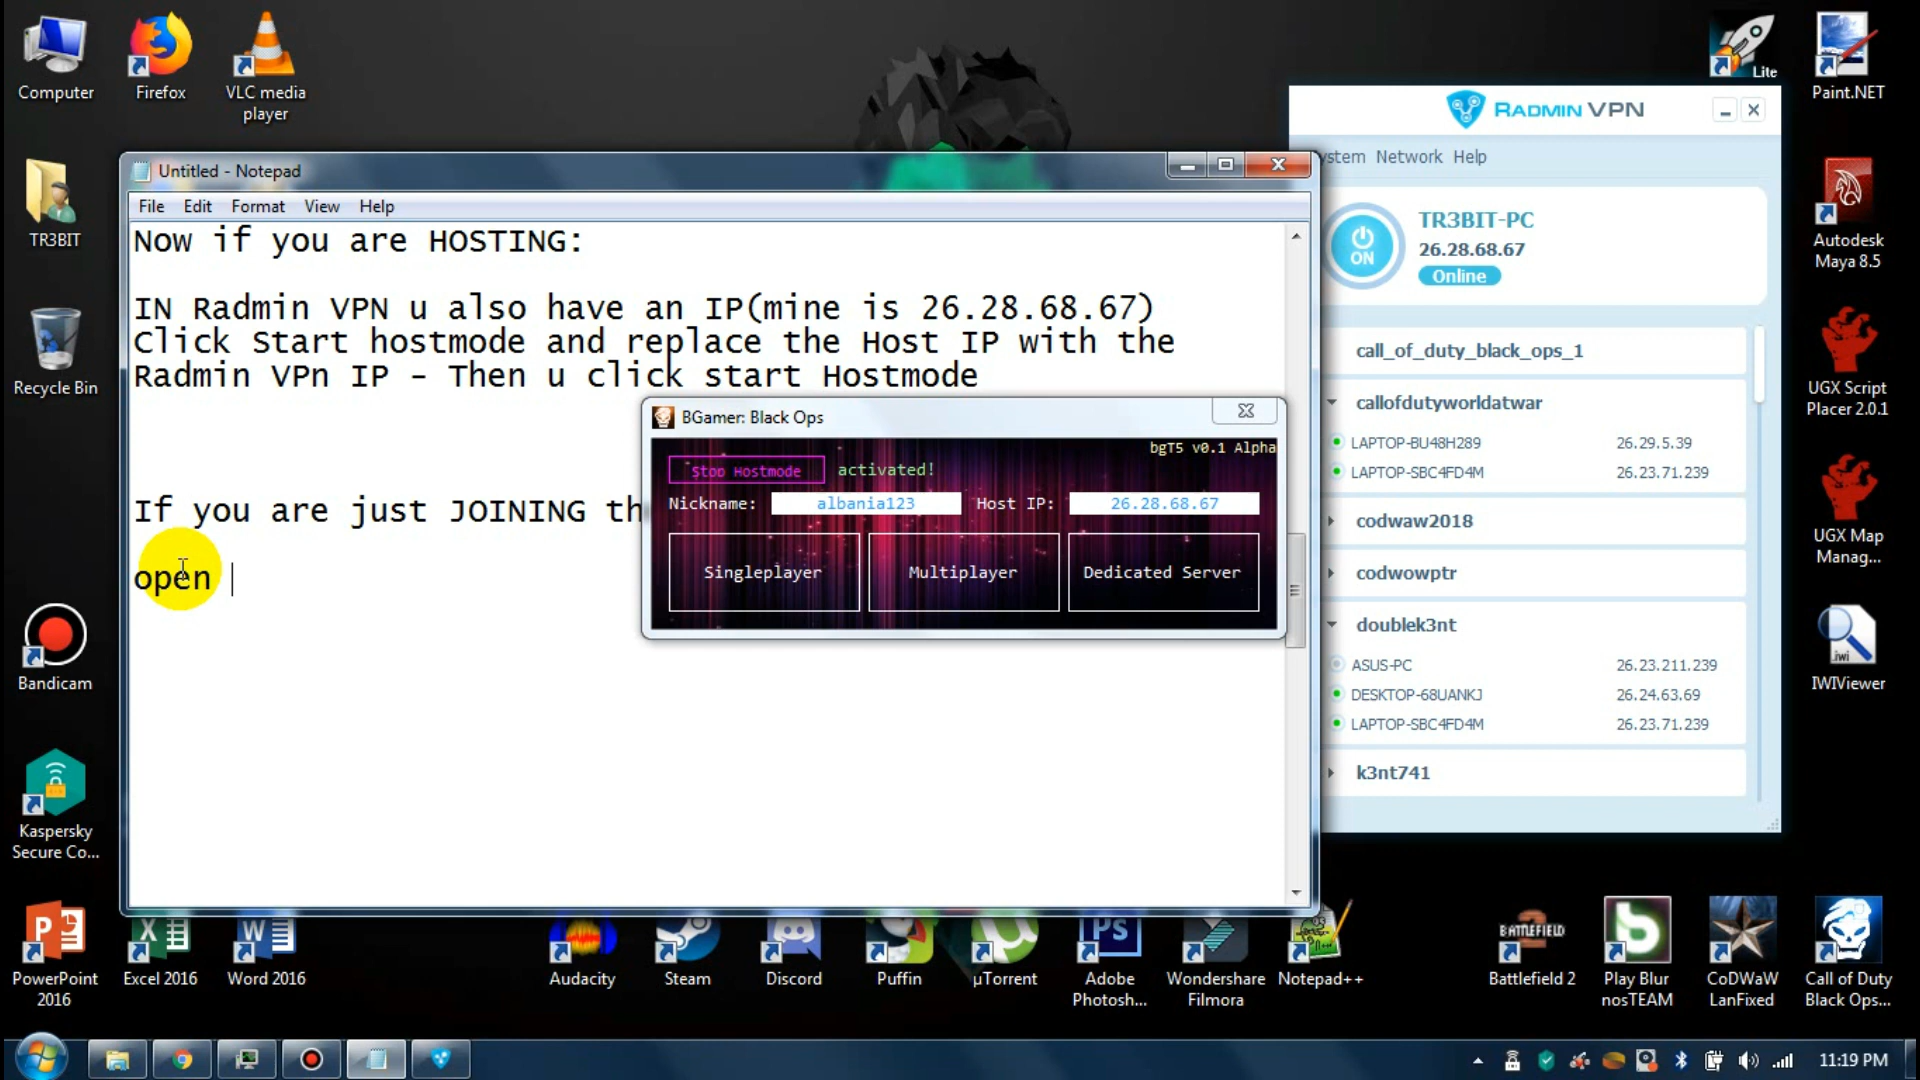 Computer
Firefox
VLC media
player
Lite
Paint.NET
RADMIN VPN
Untitled - Notepad
ystem Network Help
File Edit Format View Help
TR3BIT
TR3BIT-PC
26.28.68.67
ON
Online
Autodesk
Maya 8.5
Now if you are HOSTING:
IN Radmin VPN u also have an IP(mine is 26.28.68.67)
Click Start hostmode and replace the Host IP with the
Radmin VPn IP - Then u click start Hostmode
Recycle Bin
call_of_duty_black_ops_1
callofdutyworldatwar
LAPTOP-BU48H289 26.29.5.39
LAPTOP-SBC4FD4M 26.23.71.239
codwaw2018
codwowptr
doublek3nt
ASUS-PC 26.23.211.239
DESKTOP-68UANKJ 26.24.63.69
LAPTOP-SBC4FD4M 26.23.71.239
k3nt741
UGX Script
Placer 2.0.1
BGamer: Black Ops
bgT5 v0.1 Alpha
Stop Hostmode activated!
Nickname: albania123 Host IP: 26.28.68.67
Singleplayer Multiplayer Dedicated Server
If you are just JOINING th
open
UGX Map
Manag...
Bandicam
.iwi
IWIViewer
Kaspersky
Secure Co...
PowerPoint
2016
Excel 2016
Word 2016
Audacity
Steam
Discord
Puffin
µTorrent
Ps
Adobe
Photosh...
Wondershare
Filmora
Notepad++
BATTLEFIELD
2
Battlefield 2
Play Blur
nosTEAM
CoDWaW
LanFixed
Call of Duty
Black Ops...
11:19 PM